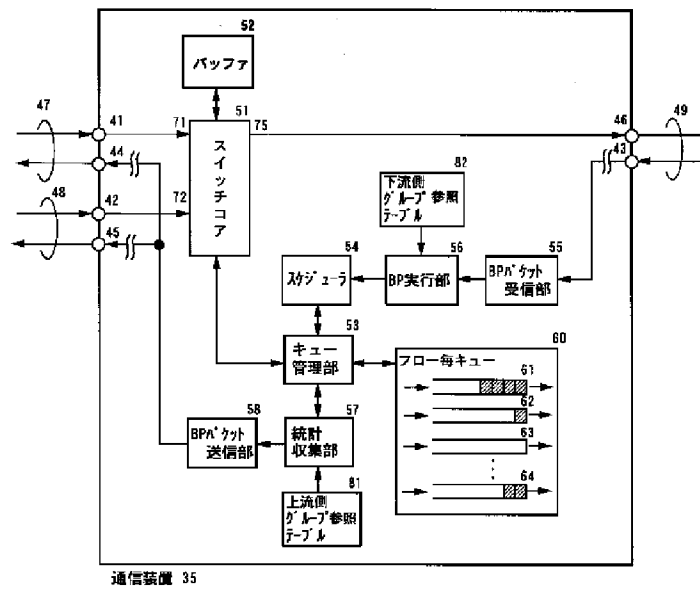 52
バッファ
47
41
71
51
75
46
49
44
スイッチコア
43
48
42
72
82
下流側
グループ参照
テーブル
45
54
56
55
スケジューラ
BP実行部
BPパケット
受信部
53
キュー
管理部
60
フロー毎キュー
61
62
63
64
58
BPパケット
送信部
57
統計
収集部
81
上流側
グループ参照
テーブル
通信装置 35